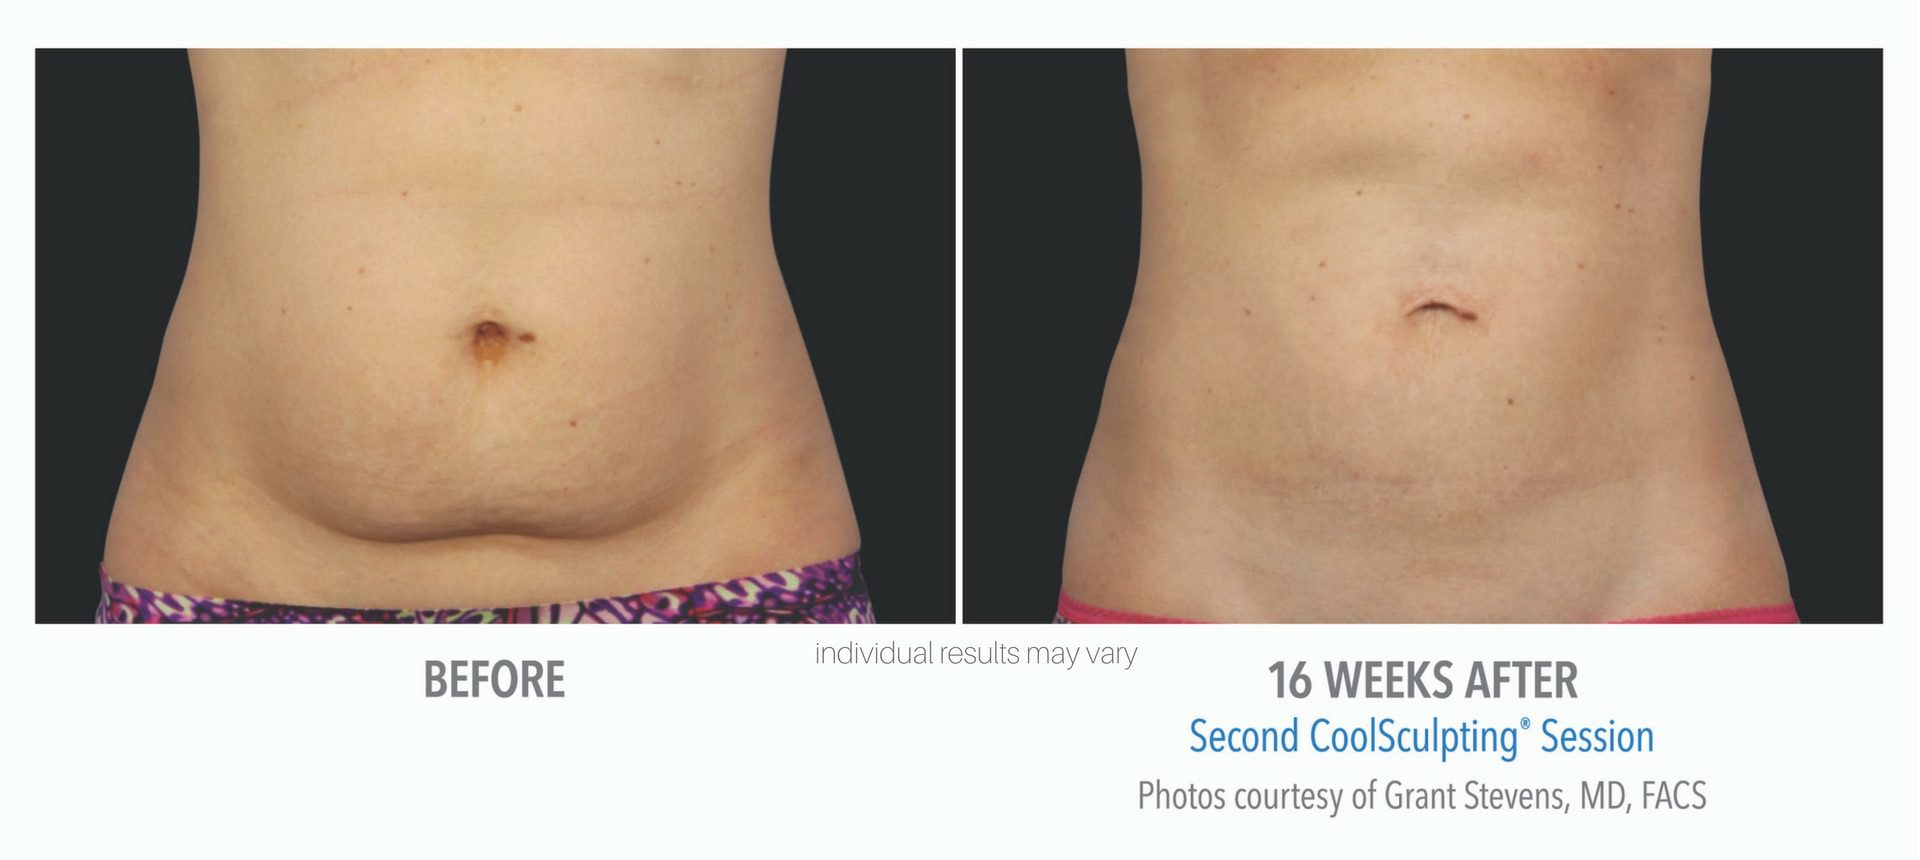 individual results may vary
BEFORE
16 WEEKS AFTER
Second CoolSculpting® Session
Photos courtesy of Grant Stevens, MD, FACS